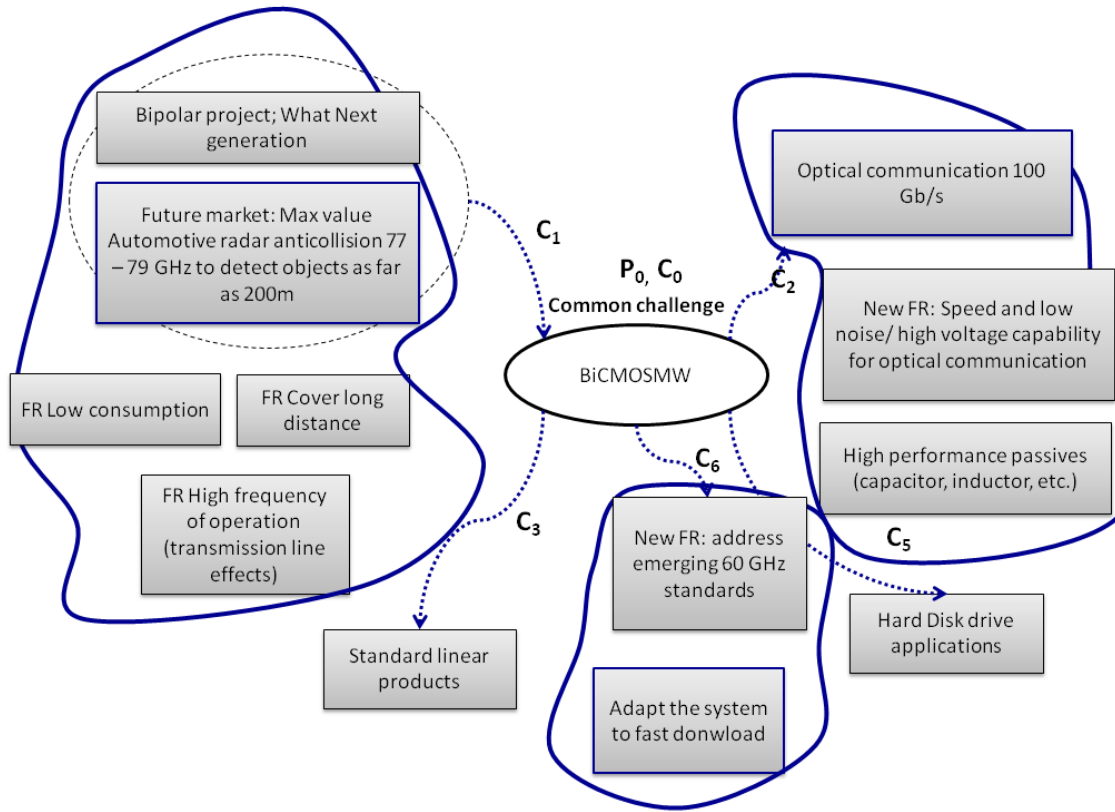 Bipolar project; What Next
generation
Future market: Max value
Automotive radar anticollision 77
– 79 GHz to detect objects as far
as 200m
FR Low consumption
FR Cover long
distance
FR High frequency
of operation
(transmission line
effects)
C1
P0, C0
Common challenge
BiCMOSMW
C2
Optical communication 100
Gb/s
New FR: Speed and low
noise/ high voltage capability
for optical communication
High performance passives
(capacitor, inductor, etc.)
C3
C6
C5
Standard linear
products
New FR: address
emerging 60 GHz
standards
Adapt the system
to fast donwload
Hard Disk drive
applications